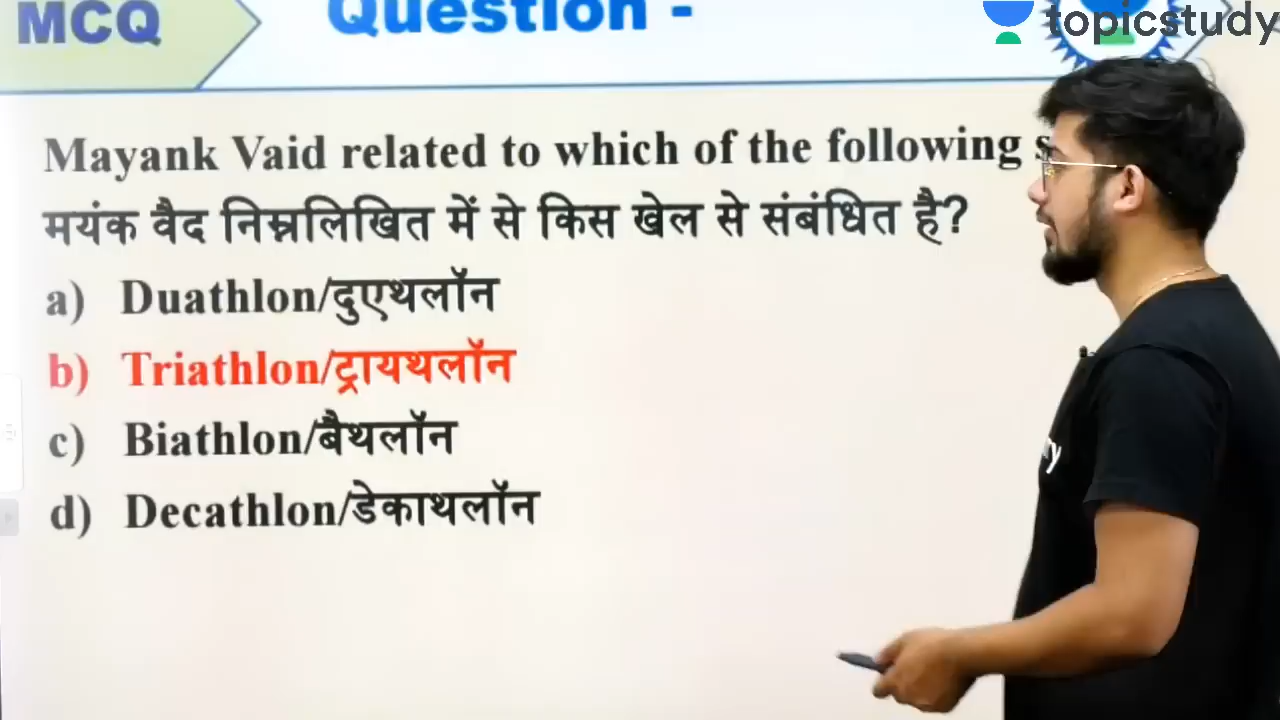 MCQ
Question -
topicstudy
Mayank Vaid related to which of the following
मयंक वैद निम्नलिखित में से किस खेल से संबंधित है?
a) Duathlon/दुएथलॉन
b) Triathlon/ट्रायथलॉन
c) Biathlon/बैथलॉन
d) Decathlon/डेकाथलॉन